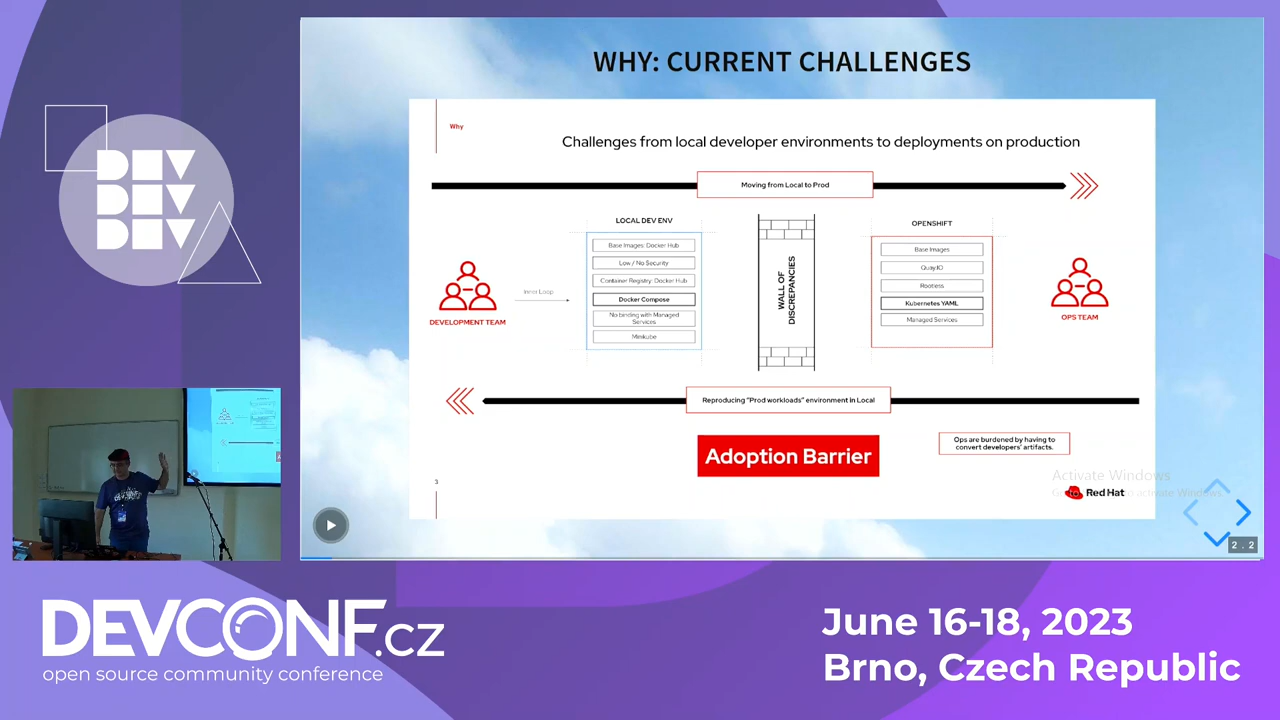 WHY: CURRENT CHALLENGES
Why
Challenges from local developer environments to deployments on production
Moving from Local to Prod
LOCAL DEV ENV
Base Images: Docker Hub
Low / No Security
Container Registry: Docker Hub
Docker Compose
No binding with Managed
Services
Minikube
Inner Loop
DEVELOPMENT TEAM
WALL OF
DISCREPANCIES
OPENSHIFT
Base Images
Quay.IO
Rootless
Kubernetes YAML
Managed Services
OPS TEAM
Reproducing "Prod workloads" environment in Local
Adoption Barrier
Ops are burdened by having to
convert developers' artifacts.
3
Activate Windows
Red Hat
activate Windows
2.2
DEV
DEV
DEV
DEVCONF.cz
open source community conference
June 16-18, 2023
Brno, Czech Republic